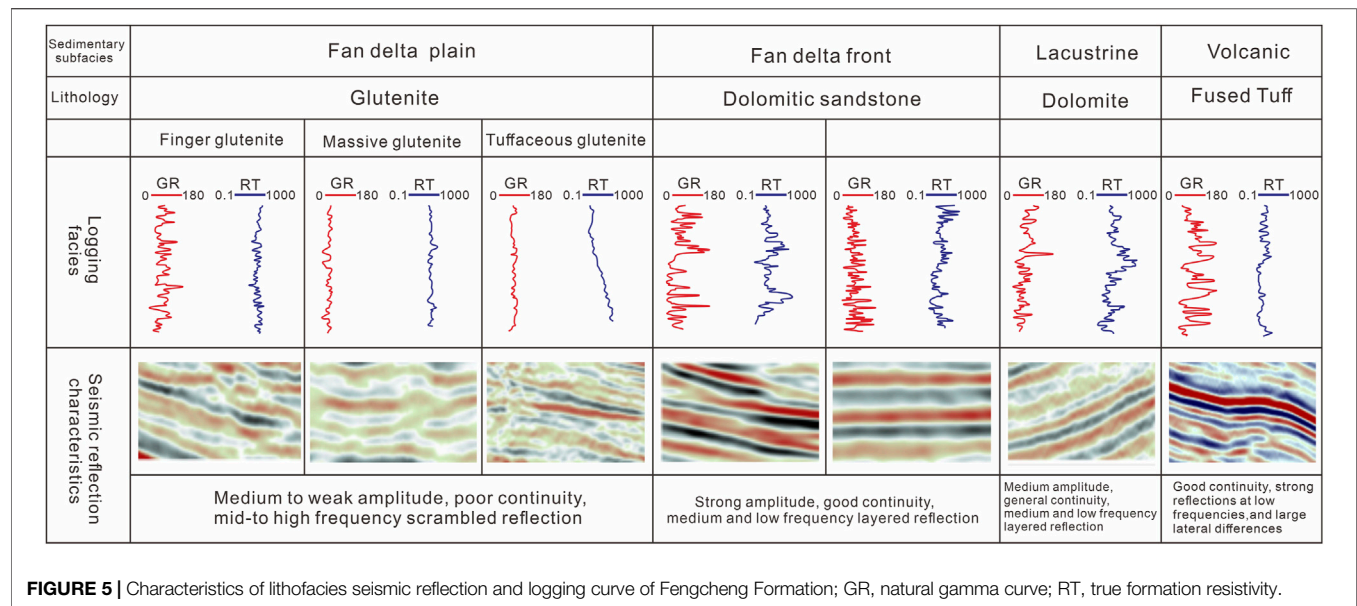 Sedimentary
subfacies
Fan delta plain
Fan delta front
Lacustrine
Volcanic
Lithology
Glutenite
Dolomitic sandstone
Dolomite
Fused Tuff
Finger glutenite
Massive glutenite
Tuffaceous glutenite
Logging
facies
GR
0 180
RT
0.1 1000
GR
0 180
RT
0.1 1000
GR
0 180
RT
0.1 1000
GR
0 180
RT
0.1 1000
GR
0 180
RT
0.1 1000
GR
0 180
RT
0.1 1000
GR
0 180
RT
0.1 1000
Seismic reflection
characteristics
Medium to weak amplitude, poor continuity,
mid-to high frequency scrambled reflection
Strong amplitude, good continuity,
medium and low frequency layered reflection
Medium amplitude,
general continuity,
medium and low frequency
layered reflection
Good continuity, strong
reflections at low
frequencies,and large
lateral differences
FIGURE 5 | Characteristics of lithofacies seismic reflection and logging curve of Fengcheng Formation; GR, natural gamma curve; RT, true formation resistivity.